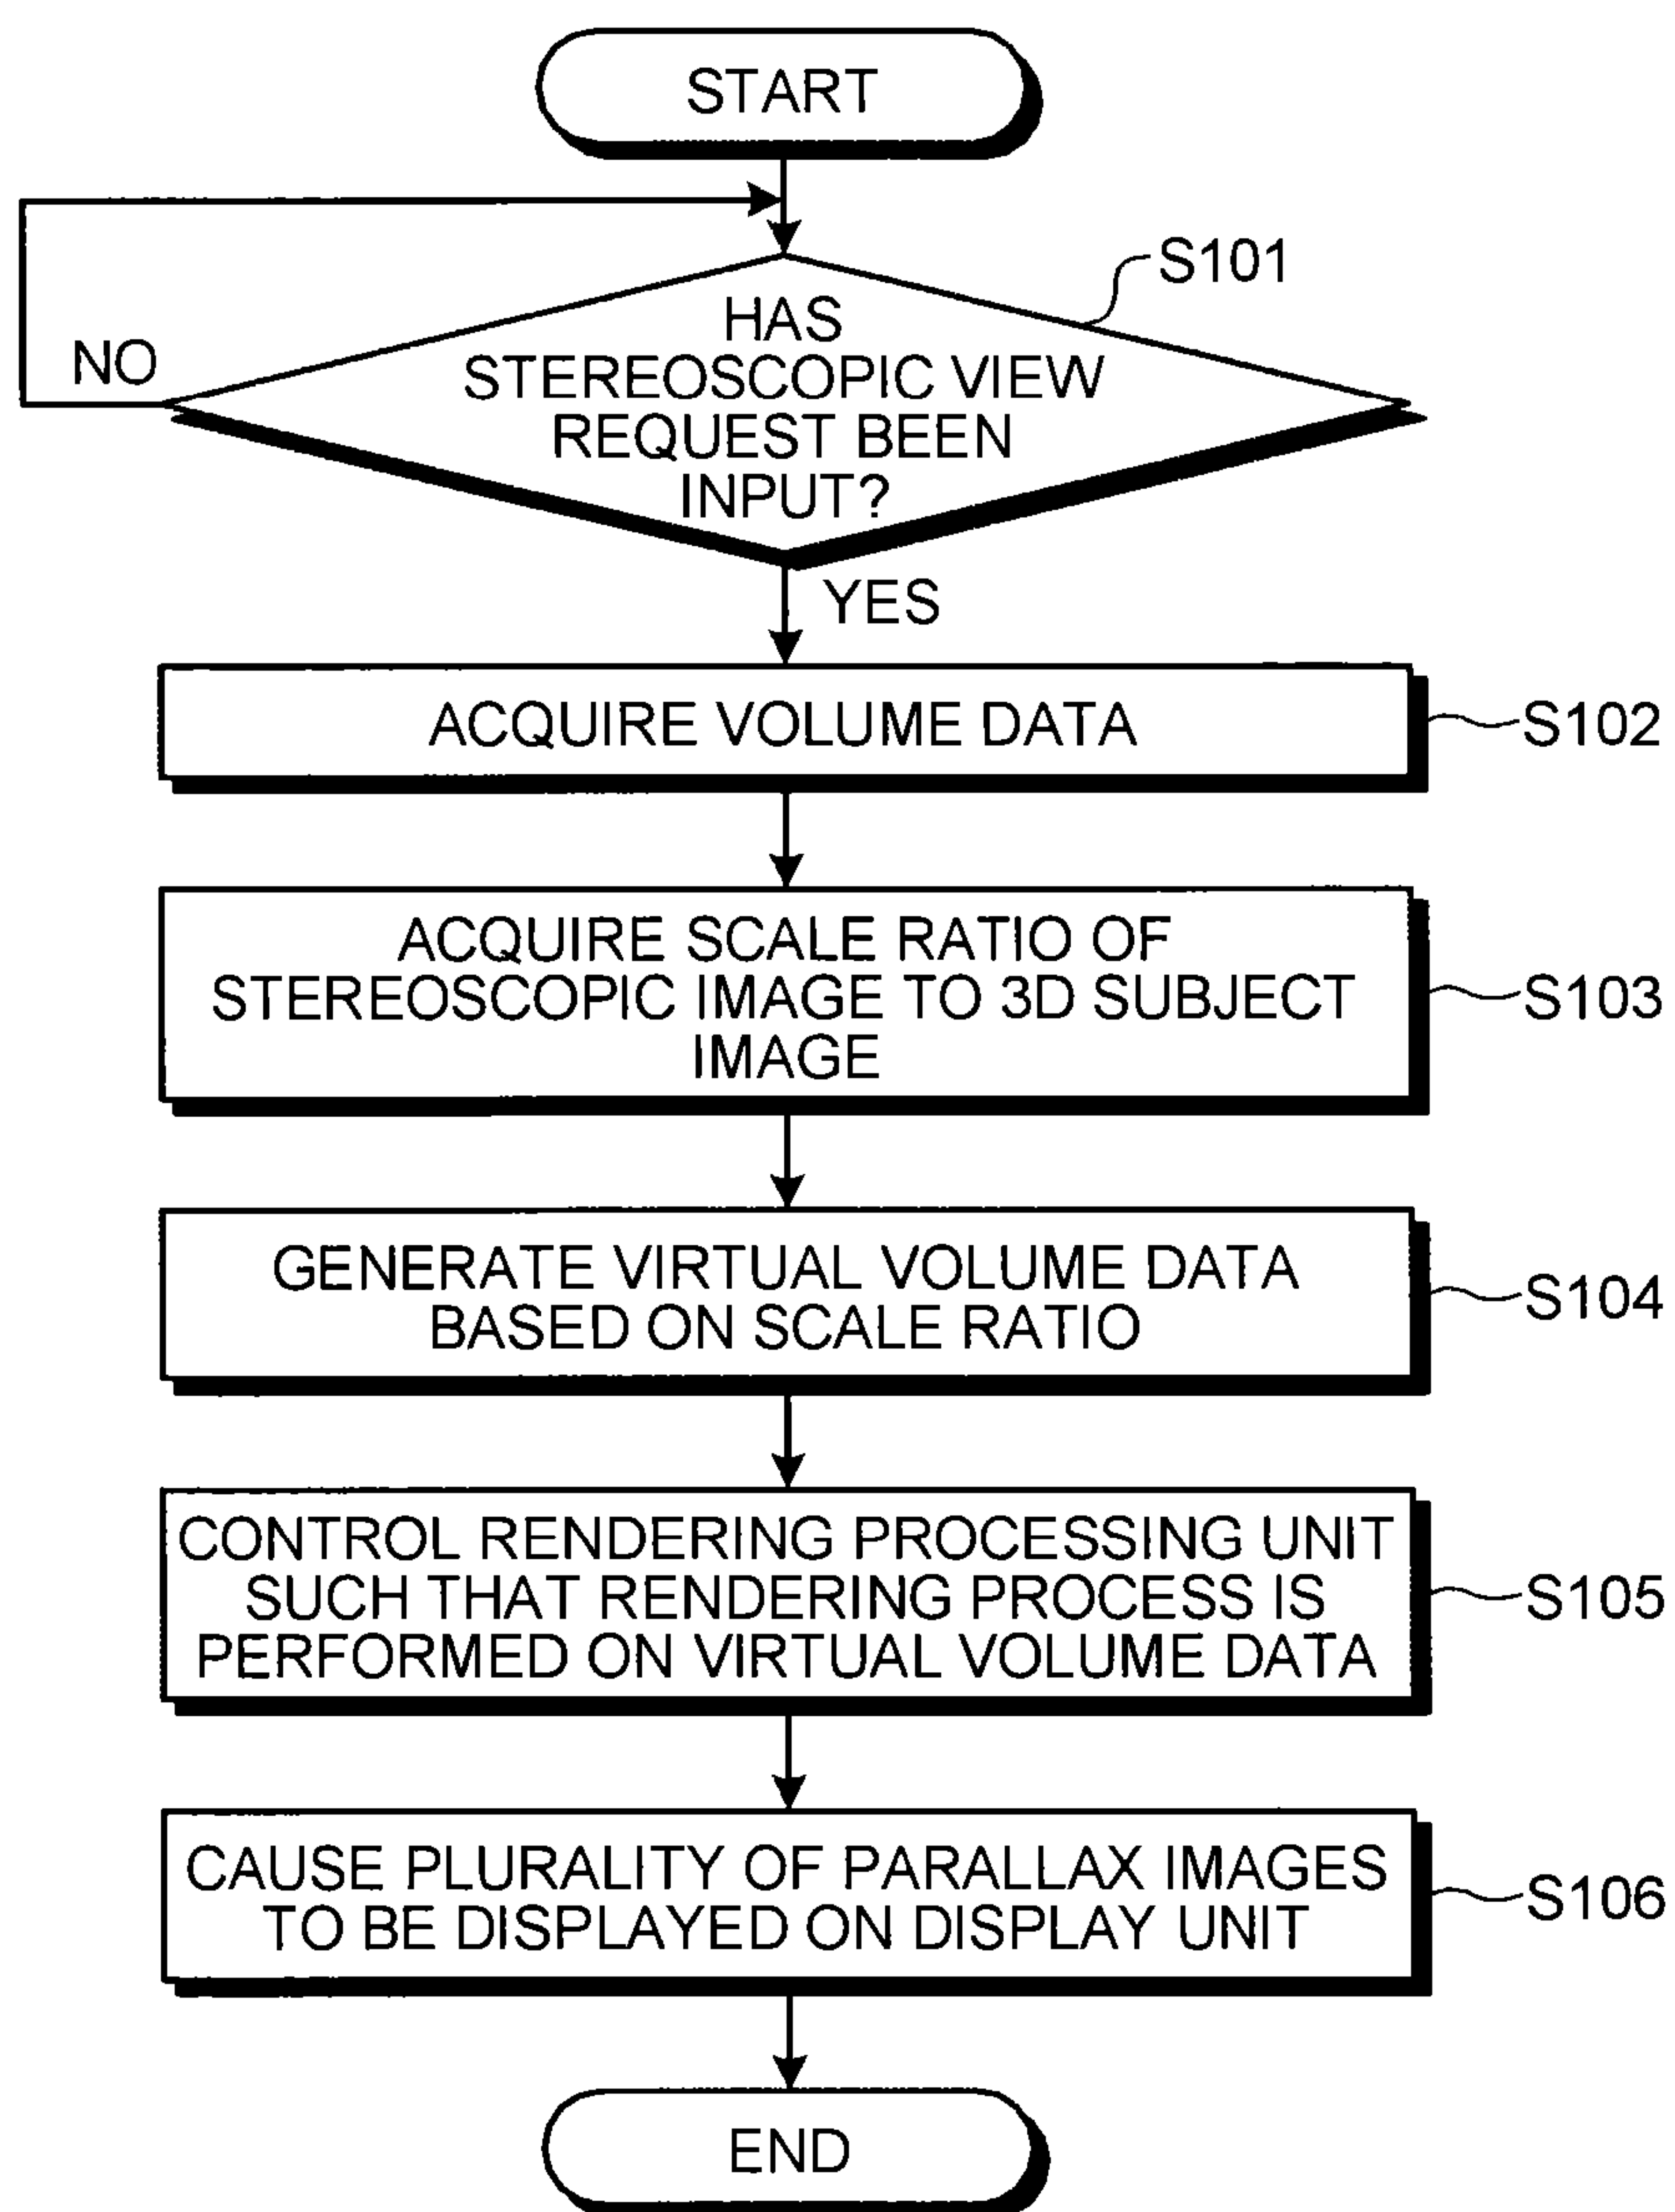 START
S101
HAS
STEREOSCOPIC VIEW
REQUEST BEEN
INPUT?
NO
YES
ACQUIRE VOLUME DATA
S102
ACQUIRE SCALE RATIO OF
STEREOSCOPIC IMAGE TO 3D SUBJECT
IMAGE
S103
GENERATE VIRTUAL VOLUME DATA
BASED ON SCALE RATIO
S104
CONTROL RENDERING PROCESSING UNIT
SUCH THAT RENDERING PROCESS IS
PERFORMED ON VIRTUAL VOLUME DATA
S105
CAUSE PLURALITY OF PARALLAX IMAGES
TO BE DISPLAYED ON DISPLAY UNIT
S106
END